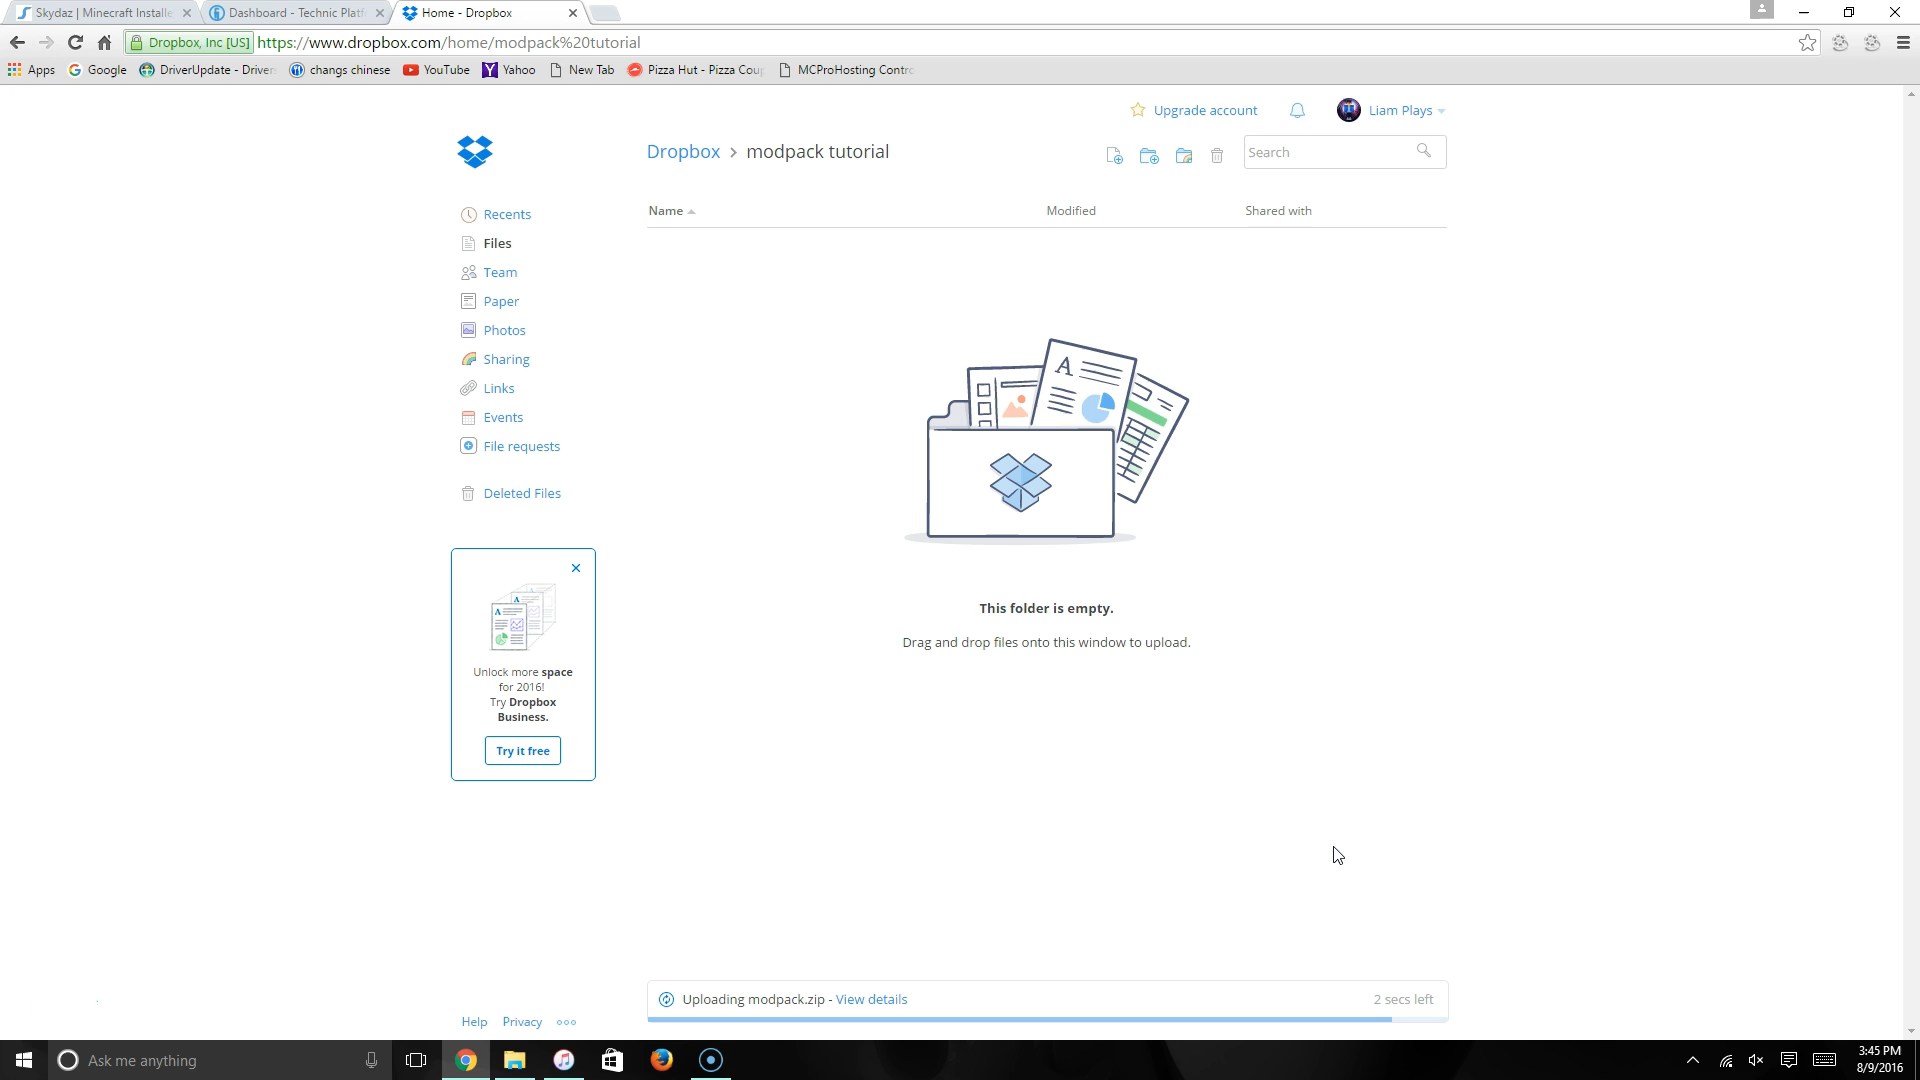 Skydaz | Minecraft Installe
Dashboard - Technic Platf
Home - Dropbox
Dropbox, Inc [US] https://www.dropbox.com/home/modpack%20tutorial
Apps Google DriverUpdate - Driver changs chinese YouTube Yahoo New Tab Pizza Hut - Pizza Cou MCProHosting Contro
Upgrade account Liam Plays
Dropbox > modpack tutorial
Search
Name Modified Shared with
Recents
Files
Team
Paper
Photos
Sharing
Links
Events
File requests
Deleted Files
A
This folder is empty.
Drag and drop files onto this window to upload.
A
A
Unlock more space
for 2016!
Try Dropbox
Business.
Try it free
Uploading modpack.zip - View details 2 secs left
Help Privacy
Ask me anything
3:45 PM
8/9/2016